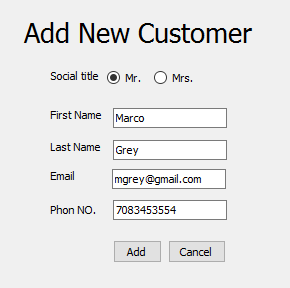 Add New Customer
Social title Mr. Mrs.
First Name Marco
Last Name Grey
Email mgrey@gmail.com
Phon NO. 7083453554
Add Cancel